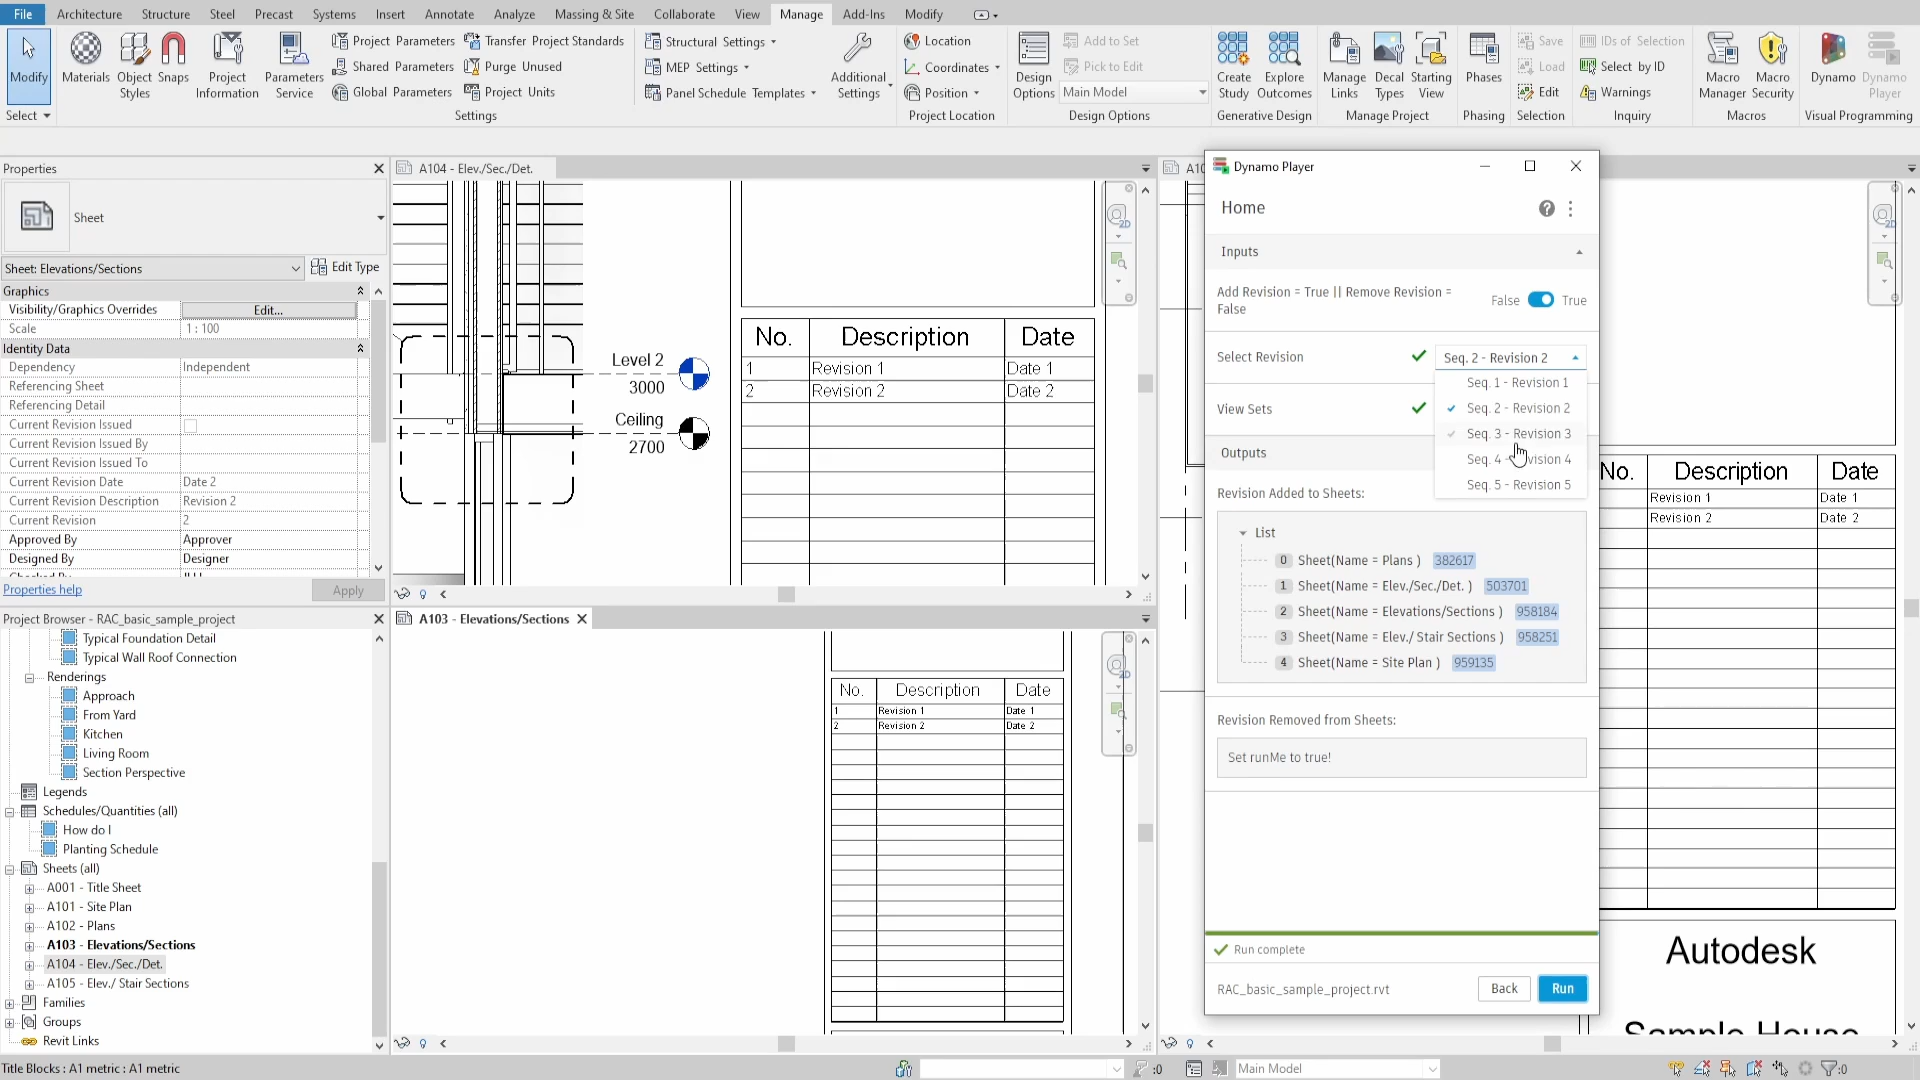 File Architecture Structure Steel Precast Systems Insert Annotate Analyze Massing & Site Collaborate View Manage Add-Ins Modify
Modify
Select
Materials
Object Styles
Snaps
Project Information
Parameters Service
Project Parameters
Shared Parameters
Global Parameters
Transfer Project Standards
Purge Unused
Project Units
Settings
Structural Settings
MEP Settings
Panel Schedule Templates
Additional Settings
Location
Coordinates
Position
Project Location
Design Options
Add to Set
Pick to Edit
Main Model
Design Options
Create Study
Explore Outcomes
Generative Design
Manage Links
Decal Types
Starting View
Manage Project
Phases
Phasing
Save
Load
Edit
Selection
IDs of Selection
Select by ID
Warnings
Inquiry
Macro Manager
Macro Security
Macros
Dynamo
Dynamo Player
Visual Programming
Properties
Sheet
Sheet: Elevations/Sections
Edit Type
Graphics
Visibility/Graphics Overrides Edit...
Scale 1 : 100
Identity Data
Dependency Independent
Referencing Sheet
Referencing Detail
Current Revision Issued
Current Revision Issued By
Current Revision Issued To
Current Revision Date Date 2
Current Revision Description Revision 2
Current Revision 2
Approved By Approver
Designed By Designer
Properties help
Apply
Project Browser - RAC_basic_sample_project
Typical Foundation Detail
Typical Wall Roof Connection
Renderings
Approach
From Yard
Kitchen
Living Room
Section Perspective
Legends
Schedules/Quantities (all)
How do I
Planting Schedule
Sheets (all)
A001 - Title Sheet
A101 - Site Plan
A102 - Plans
A103 - Elevations/Sections
A104 - Elev./Sec./Det.
A105 - Elev./ Stair Sections
Families
Groups
Revit Links
Title Blocks : A1 metric : A1 metric
A104 - Elev./Sec./Det.
2D
Level 2
3000
Ceiling
2700
No. Description Date
1 Revision 1 Date 1
2 Revision 2 Date 2
A103 - Elevations/Sections
2D
No. Description Date
1 Revision 1 Date 1
2 Revision 2 Date 2
A10
Dynamo Player
Home
Inputs
Add Revision = True || Remove Revision =
False
False True
Select Revision
Seq. 2 - Revision 2
Seq. 1 - Revision 1
Seq. 2 - Revision 2
Seq. 3 - Revision 3
Seq. 4 - vision 4
Seq. 5 - Revision 5
View Sets
Outputs
Revision Added to Sheets:
List
0 Sheet(Name = Plans ) 382617
1 Sheet(Name = Elev./Sec./Det. ) 503701
2 Sheet(Name = Elevations/Sections ) 958184
3 Sheet(Name = Elev./ Stair Sections ) 958251
4 Sheet(Name = Site Plan ) 959135
Revision Removed from Sheets:
Set runMe to true!
Run complete
RAC_basic_sample_project.rvt
Back
Run
2D
No. Description Date
Revision 1 Date 1
Revision 2 Date 2
Autodesk
Sample House
:0
Main Model
:0